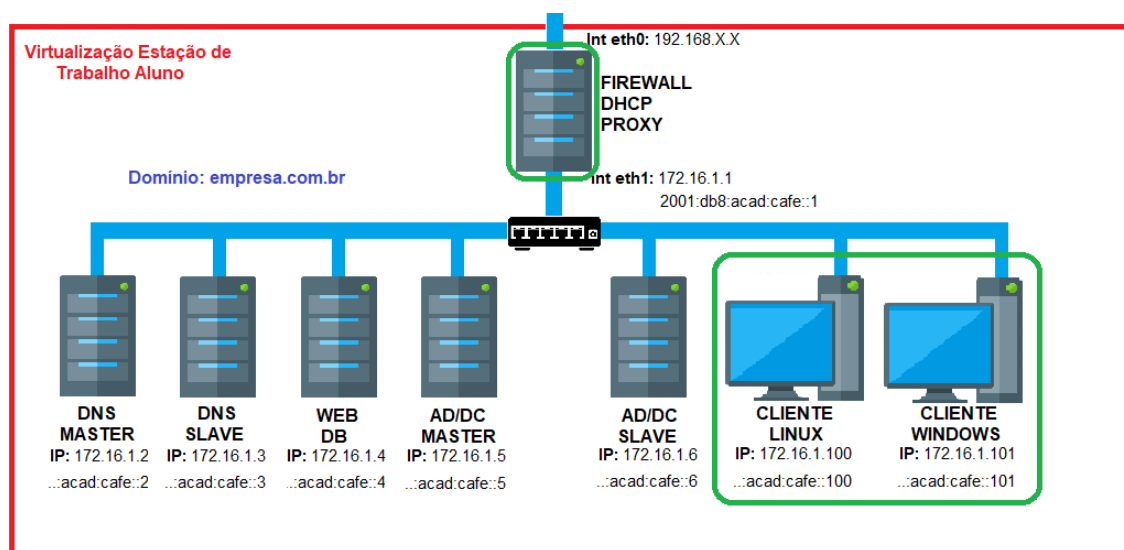 Virtualização Estação de
Trabalho Aluno
Int eth0: 192.168.X.X
FIREWALL
DHCP
PROXY
Domínio: empresa.com.br
Int eth1: 172.16.1.1
2001:db8:acad:cafe::1
DNS
MASTER
IP: 172.16.1.2
..:acad:cafe::2
DNS
SLAVE
IP: 172.16.1.3
..:acad:cafe::3
WEB
DB
IP: 172.16.1.4
..:acad:cafe::4
AD/DC
MASTER
IP: 172.16.1.5
..:acad:cafe::5
AD/DC
SLAVE
IP: 172.16.1.6
..:acad:cafe::6
CLIENTE
LINUX
IP: 172.16.1.100
..:acad:cafe::100
CLIENTE
WINDOWS
IP: 172.16.1.101
..:acad:cafe::101